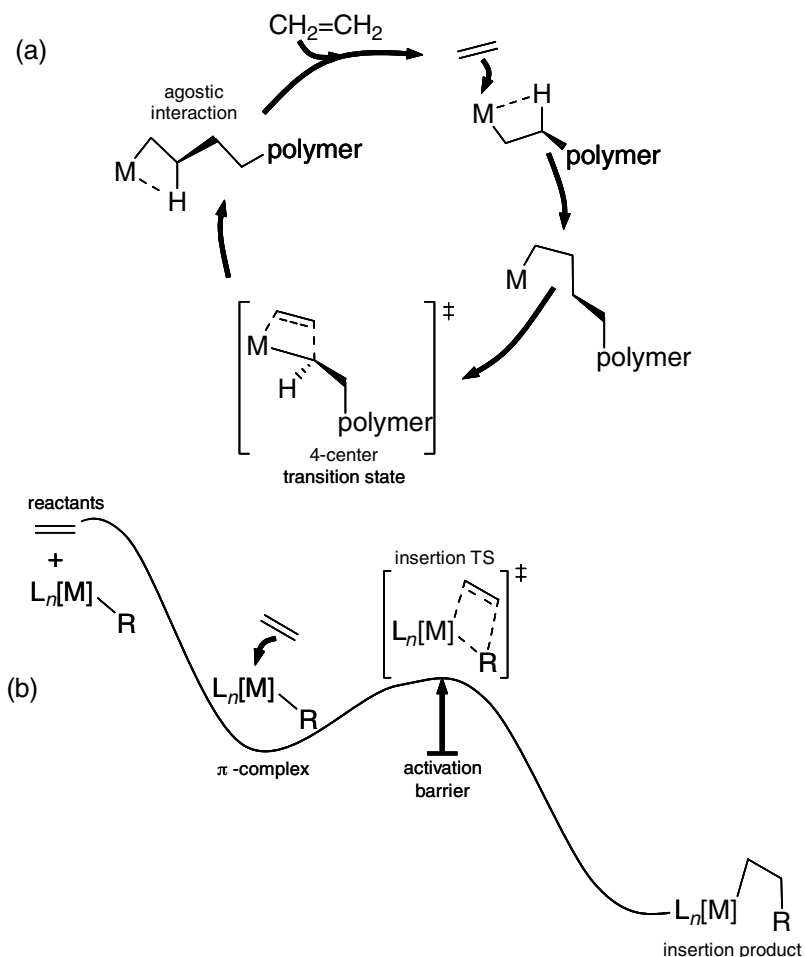 (a)
CH₂=CH₂
agostic
interaction
M
H
polymer
M
H
polymer
M
polymer
M
H
polymer
‡
4-center
transition state
(b)
reactants
+
Lₙ[M]
R
Lₙ[M]
R
π -complex
insertion TS
Lₙ[M]
R
‡
activation
barrier
Lₙ[M]
R
insertion product